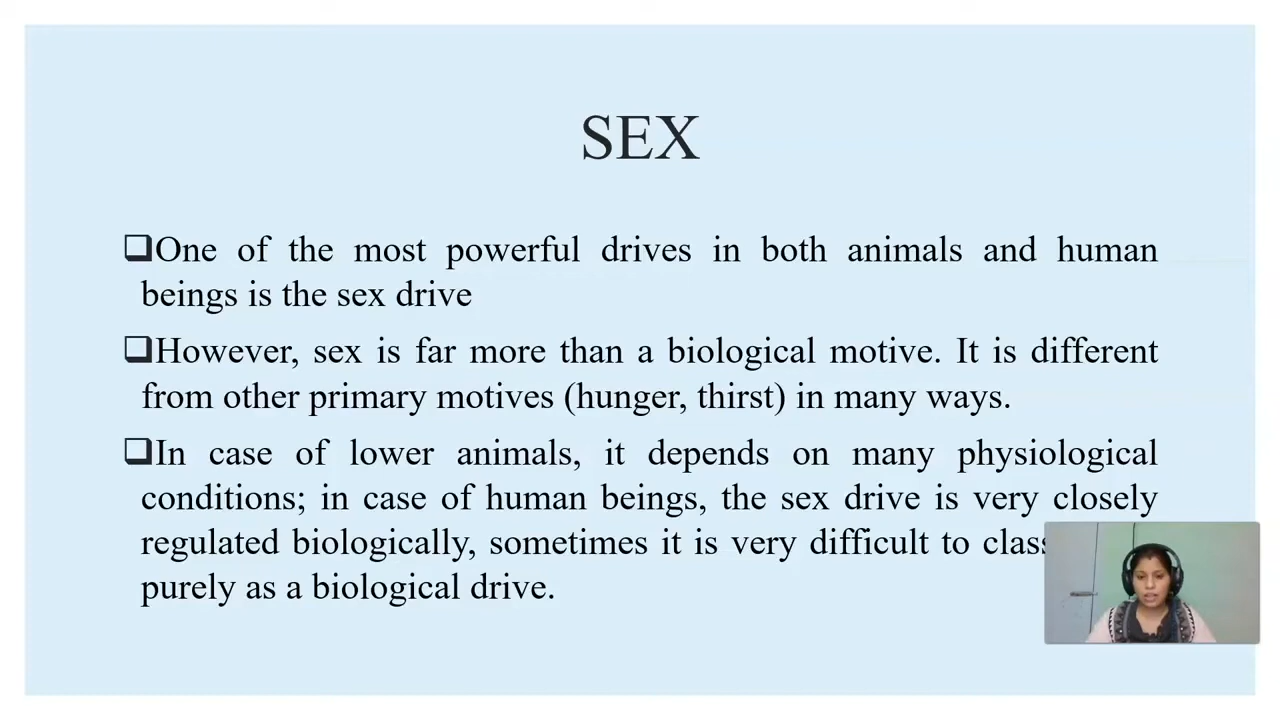 SEX
❑One of the most powerful drives in both animals and human
beings is the sex drive
❑However, sex is far more than a biological motive. It is different
from other primary motives (hunger, thirst) in many ways.
❑In case of lower animals, it depends on many physiological
conditions; in case of human beings, the sex drive is very closely
regulated biologically, sometimes it is very difficult to
purely as a biological drive.